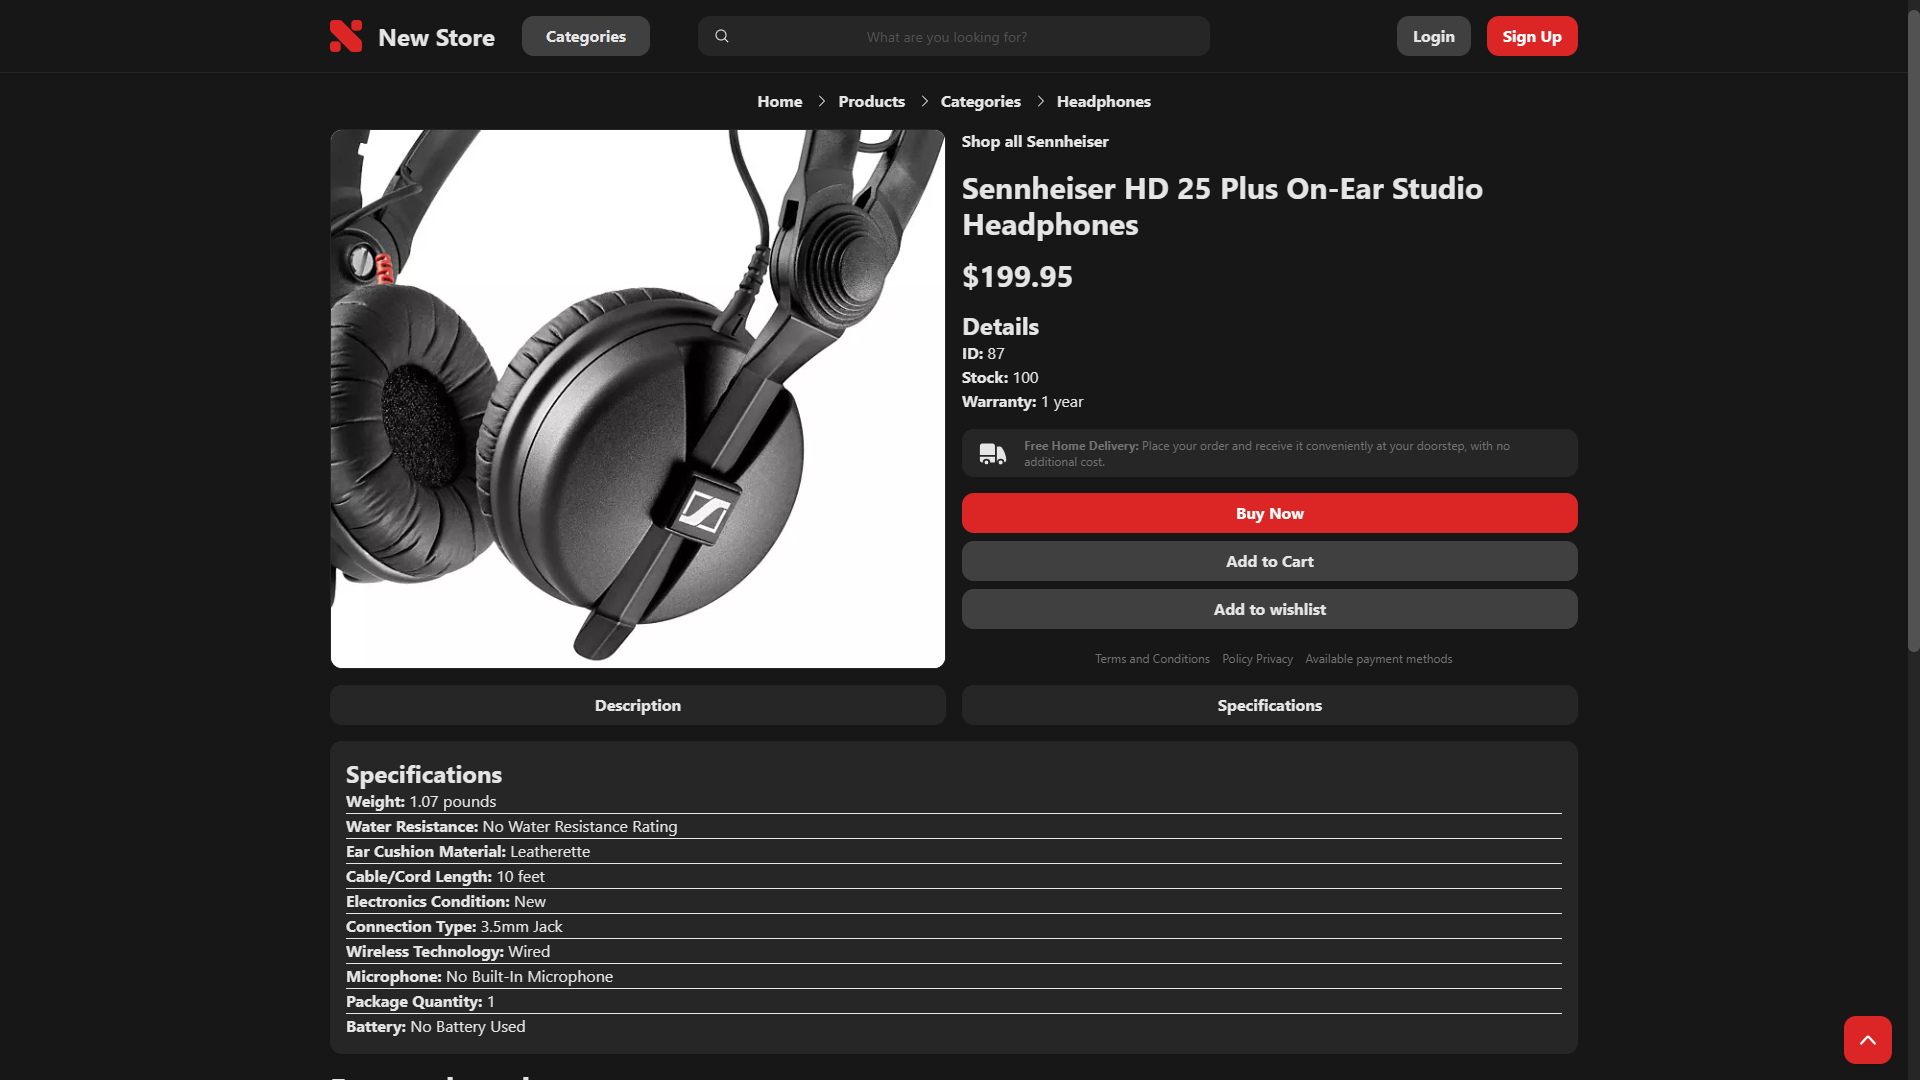 New Store
Categories
What are you looking for?
Login
Sign Up
Home
Products
Categories
Headphones
Shop all Sennheiser
Sennheiser HD 25 Plus On-Ear Studio
Headphones
$199.95
Details
ID: 87
Stock: 100
Warranty: 1 year
Free Home Delivery: Place your order and receive it conveniently at your doorstep, with no
additional cost.
Buy Now
Add to Cart
Add to wishlist
Terms and Conditions
Policy Privacy
Available payment methods
Description
Specifications
Specifications
Weight: 1.07 pounds
Water Resistance: No Water Resistance Rating
Ear Cushion Material: Leatherette
Cable/Cord Length: 10 feet
Electronics Condition: New
Connection Type: 3.5mm Jack
Wireless Technology: Wired
Microphone: No Built-In Microphone
Package Quantity: 1
Battery: No Battery Used